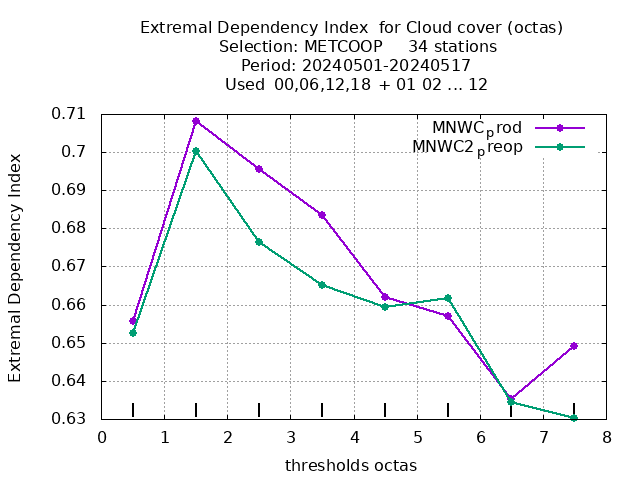 Extremal Dependency Index  for Cloud cover (octas)
Selection: METCOOP     34 stations
Period: 20240501-20240517
Used  00,06,12,18 + 01 02 ... 12
0.71
MNWCprod
0.7
MNWC2preop
0.69
0.68
0.67
0.66
0.65
0.64
0.63
Extremal Dependency Index
0 1 2 3 4 5 6 7 8
thresholds octas